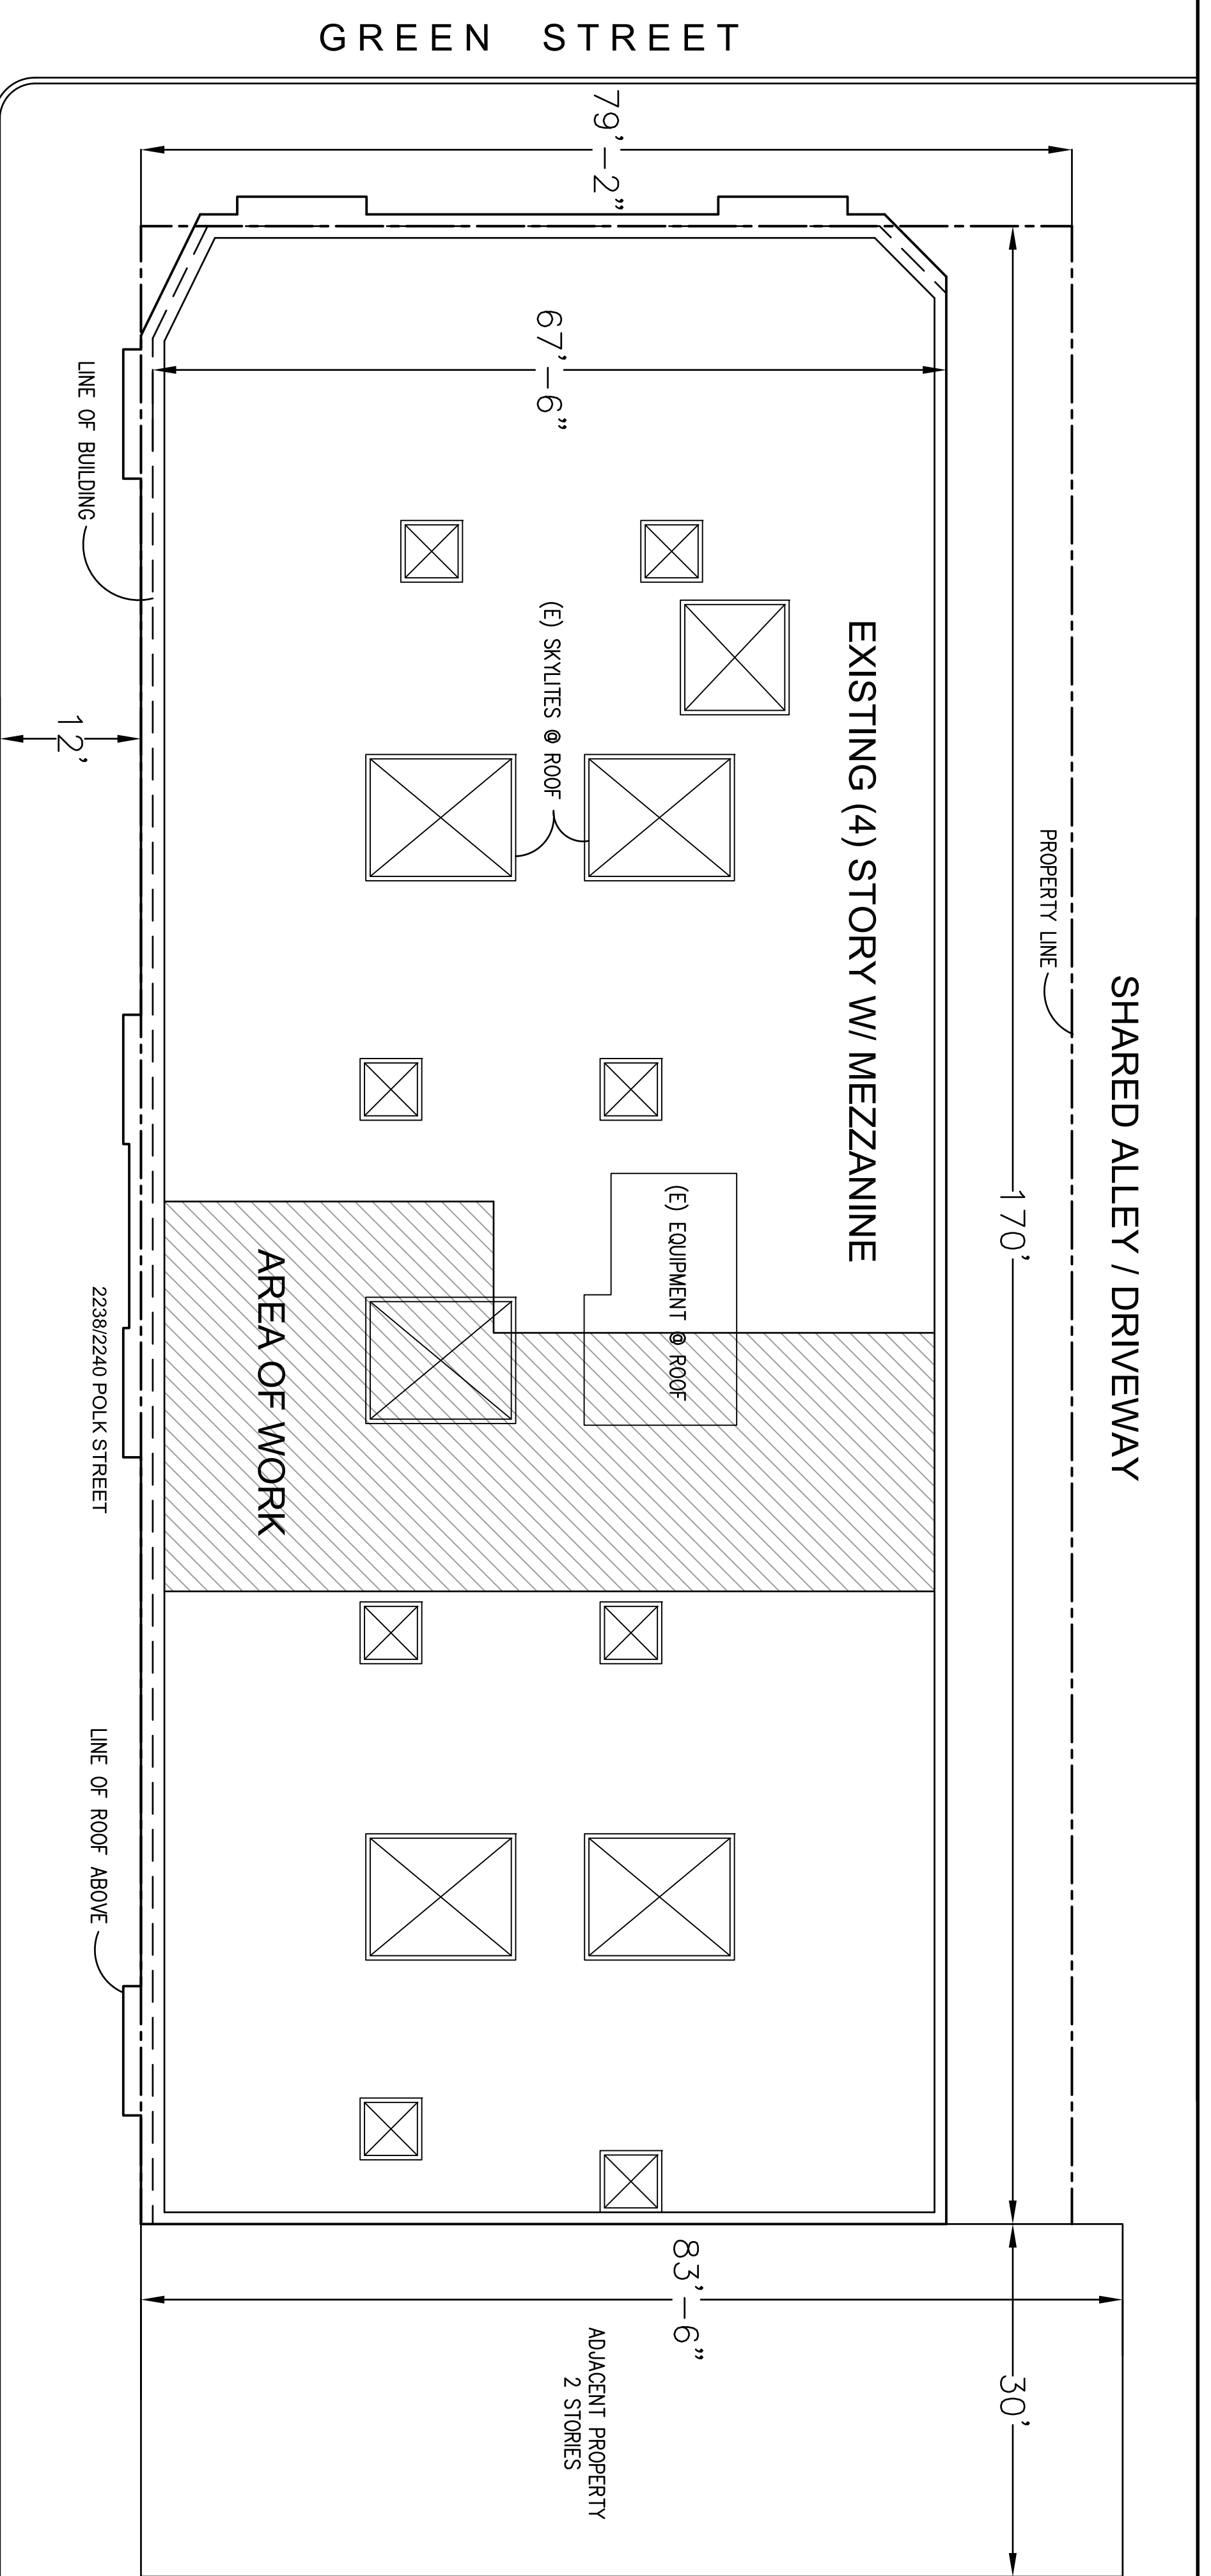 GREEN STREET
79'-2"
67'-6"
LINE OF BUILDING
12'
(E) SKYLITES @ ROOF
EXISTING (4) STORY W/ MEZZANINE
PROPERTY LINE
SHARED ALLEY / DRIVEWAY
170'
(E) EQUIPMENT @ ROOF
AREA OF WORK
2238/2240 POLK STREET
LINE OF ROOF ABOVE
83'-6"
30'
ADJACENT PROPERTY
2 STORIES